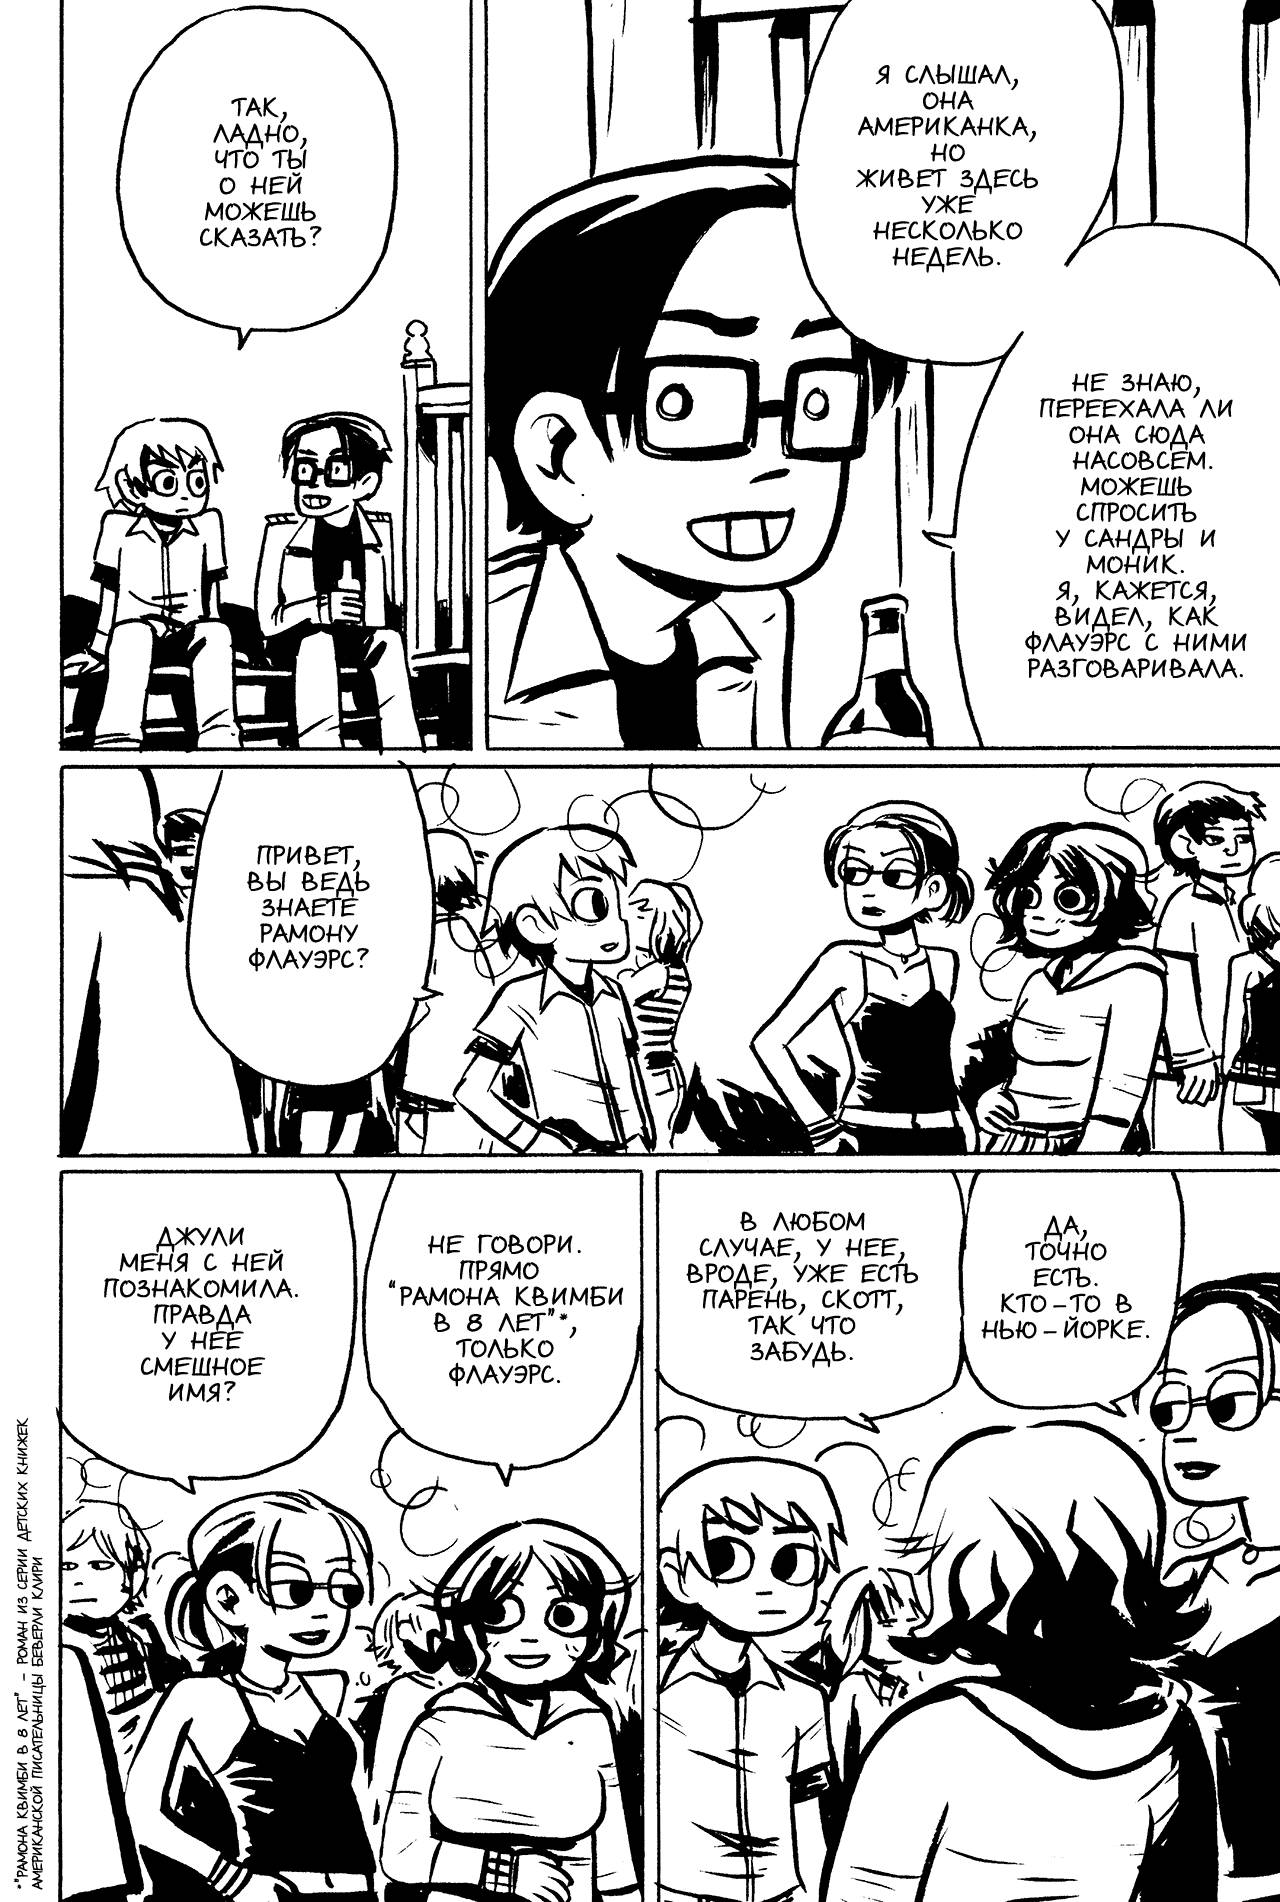 ТАК,
ЛАДНО,
ЧТО ТЫ
О НЕЙ
МОЖЕШЬ
СКАЗАТЬ?
Я СЛЫШАЛ,
ОНА
АМЕРИКАНКА,
НО
ЖИВЕТ ЗДЕСЬ
УЖЕ
НЕСКОЛЬКО
НЕДЕЛЬ.
НЕ ЗНАЮ,
ПЕРЕЕХАЛА ЛИ
ОНА СЮДА
НАСОВСЕМ.
МОЖЕШЬ
СПРОСИТЬ
У САНДРЫ И
МОНИК.
Я, КАЖЕТСЯ,
ВИДЕЛ, КАК
ФЛАУЭРС С НИМИ
РАЗГОВАРИВАЛА.
ПРИВЕТ,
ВЫ ВЕДЬ
ЗНАЕТЕ
РАМОНУ
ФЛАУЭРС?
ДЖУЛИ
МЕНЯ С НЕЙ
ПОЗНАКОМИЛА.
ПРАВДА
У НЕЕ
СМЕШНОЕ
ИМЯ?
НЕ ГОВОРИ.
ПРЯМО
"РАМОНА КВИМБИ
В 8 ЛЕТ"*,
ТОЛЬКО
ФЛАУЭРС.
В ЛЮБОМ
СЛУЧАЕ, У НЕЕ,
ВРОДЕ, УЖЕ ЕСТЬ
ПАРЕНЬ, СКОТТ,
ТАК ЧТО
ЗАБУДЬ.
ДА,
ТОЧНО
ЕСТЬ.
КТО-ТО В
НЬЮ-ЙОРКЕ.
*"РАМОНА КВИМБИ В 8 ЛЕТ" - РОМАН ИЗ СЕРИИ ДЕТСКИХ КНИЖЕК
АМЕРИКАНСКОЙ ПИСАТЕЛЬНИЦЫ БЕВЕРЛИ КЛИРИ